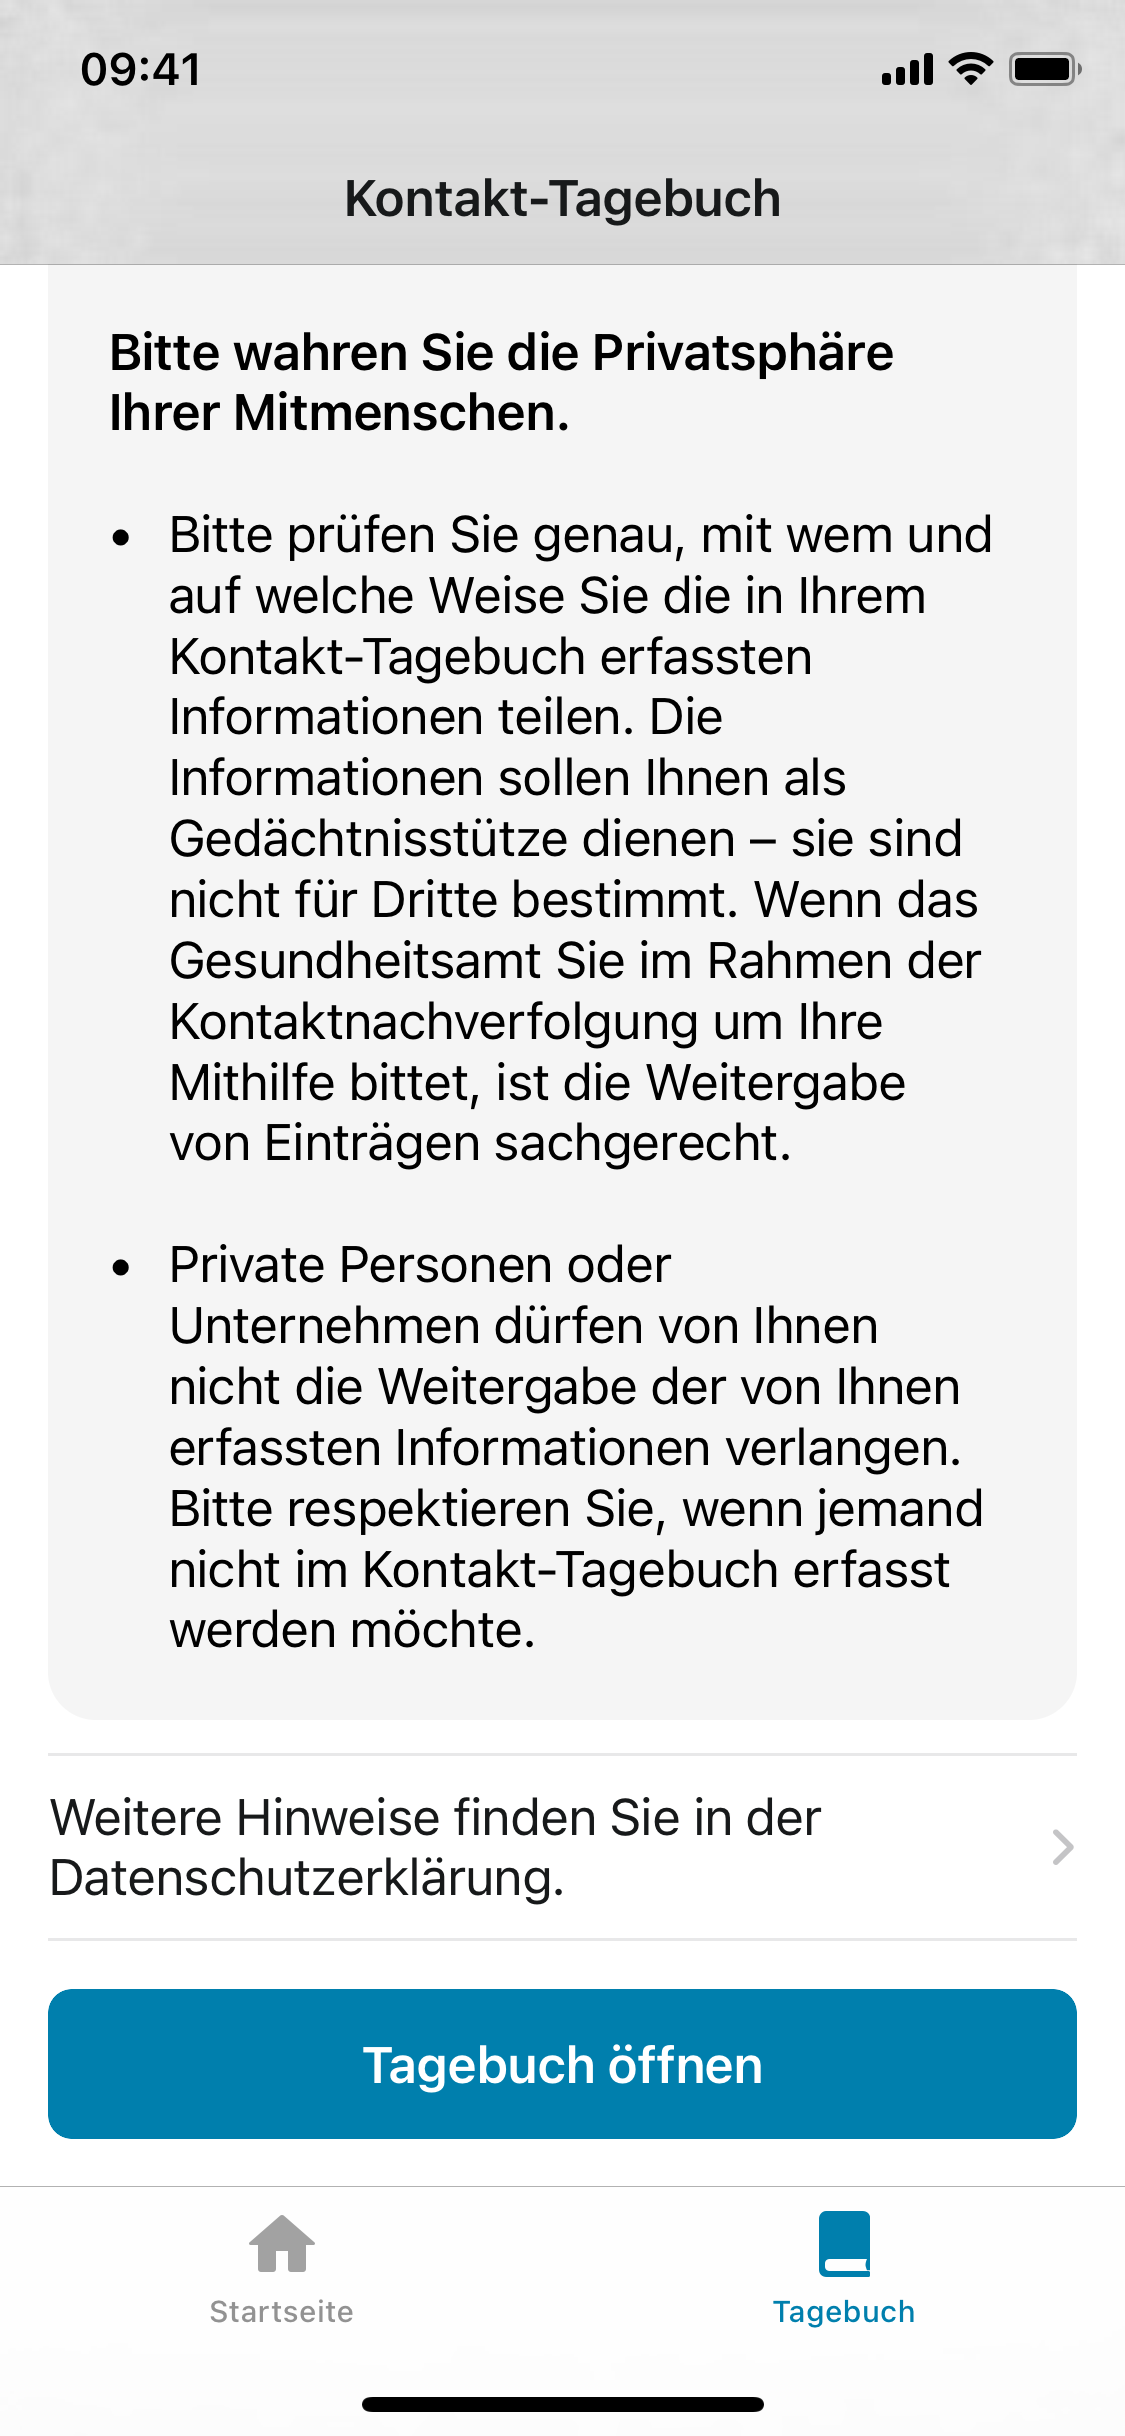 09:41
Kontakt-Tagebuch
Bitte wahren Sie die Privatsphäre
Ihrer Mitmenschen.
• Bitte prüfen Sie genau, mit wem und
auf welche Weise Sie die in Ihrem
Kontakt-Tagebuch erfassten
Informationen teilen. Die
Informationen sollen Ihnen als
Gedächtnisstütze dienen – sie sind
nicht für Dritte bestimmt. Wenn das
Gesundheitsamt Sie im Rahmen der
Kontaktnachverfolgung um Ihre
Mithilfe bittet, ist die Weitergabe
von Einträgen sachgerecht.
• Private Personen oder
Unternehmen dürfen von Ihnen
nicht die Weitergabe der von Ihnen
erfassten Informationen verlangen.
Bitte respektieren Sie, wenn jemand
nicht im Kontakt-Tagebuch erfasst
werden möchte.
Weitere Hinweise finden Sie in der
Datenschutzerklärung.
Tagebuch öffnen
Startseite
Tagebuch